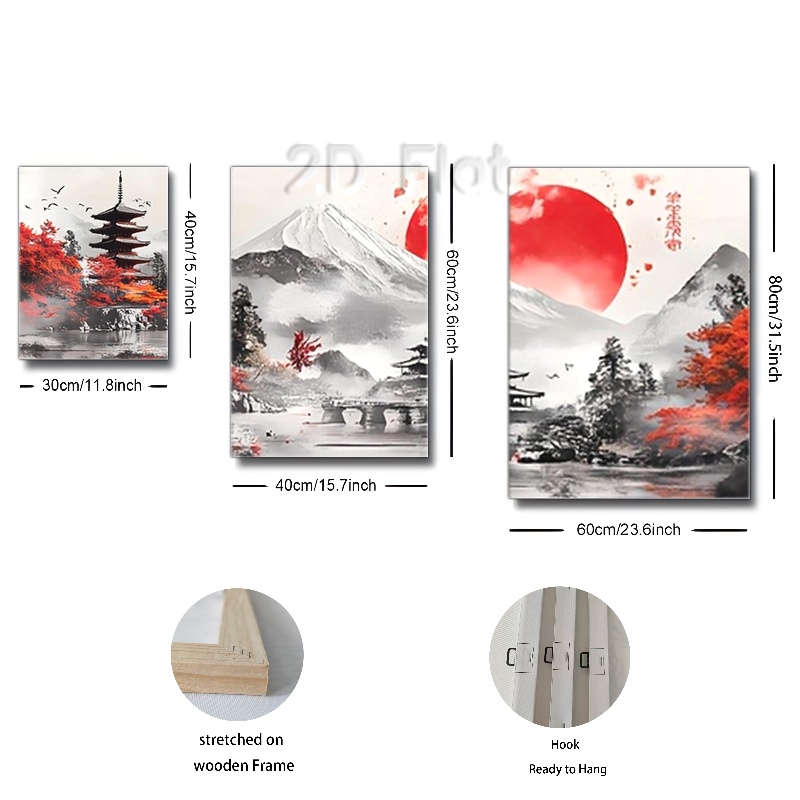 2D Flat
40cm/15.7inch
60cm/23.6inch
80cm/31.5inch
30cm/11.8inch
40cm/15.7inch
60cm/23.6inch
stretched on
wooden Frame
Hook
Ready to Hang